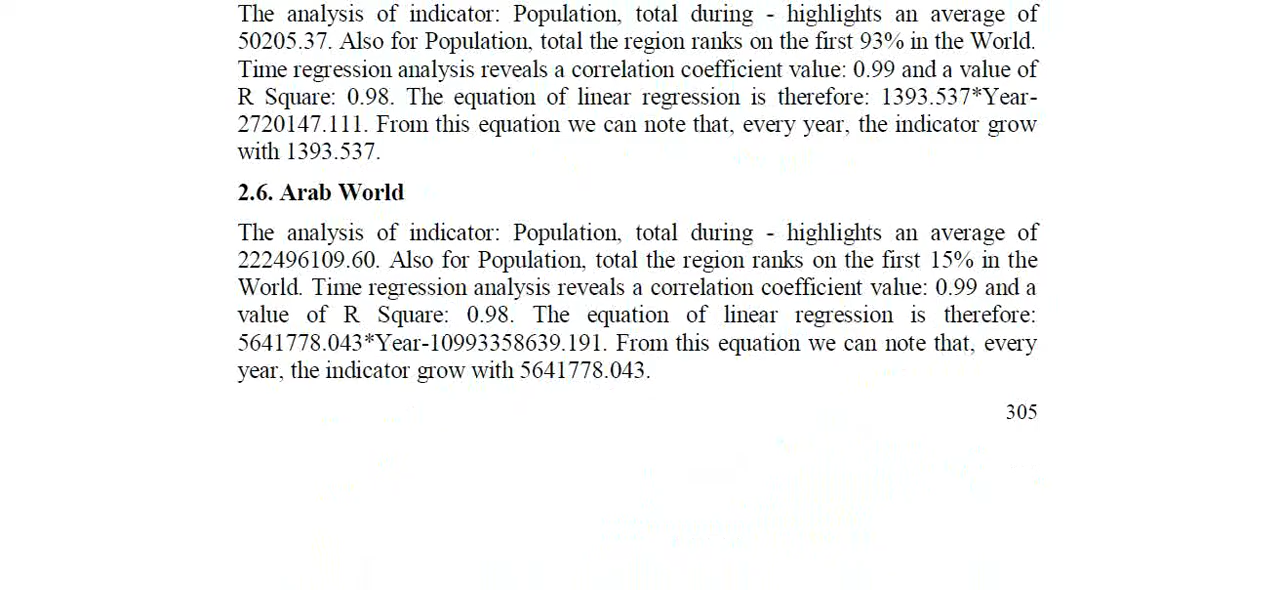 The analysis of indicator: Population, total during - highlights an average of
50205.37. Also for Population, total the region ranks on the first 93% in the World.
Time regression analysis reveals a correlation coefficient value: 0.99 and a value of
R Square: 0.98. The equation of linear regression is therefore: 1393.537*Year-
2720147.111. From this equation we can note that, every year, the indicator grow
with 1393.537.
2.6. Arab World
The analysis of indicator: Population, total during - highlights an average of
222496109.60. Also for Population, total the region ranks on the first 15% in the
World. Time regression analysis reveals a correlation coefficient value: 0.99 and a
value of R Square: 0.98. The equation of linear regression is therefore:
5641778.043*Year-10993358639.191. From this equation we can note that, every
year, the indicator grow with 5641778.043.
305